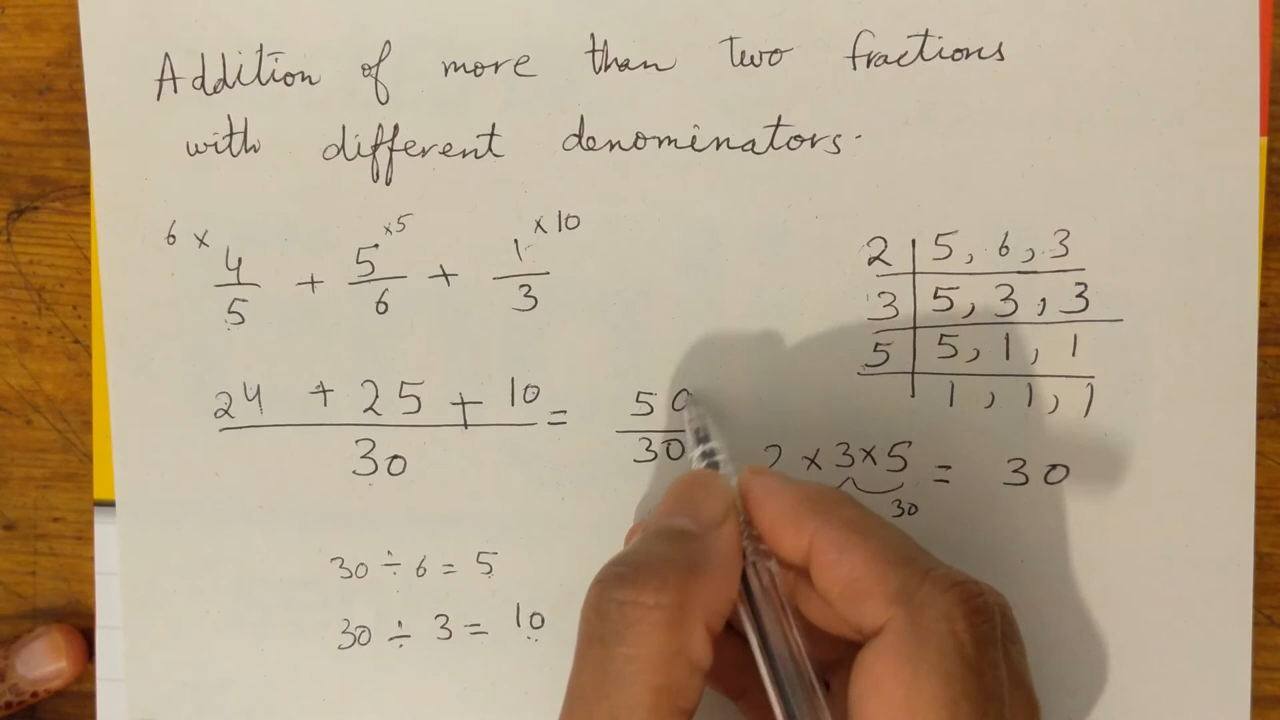 Addition of more than two fractions
with different denominators.
6 × 4/5 + 5/6 ×5 + 1/3 ×10
24 + 25 + 10 / 30 = 5 / 30
30 ÷ 6 = 5
30 ÷ 3 = 10
2 | 5, 6, 3
3 | 5, 3, 3
5 | 5, 1, 1
1, 1, 1
2 × 3 × 5 = 30
30